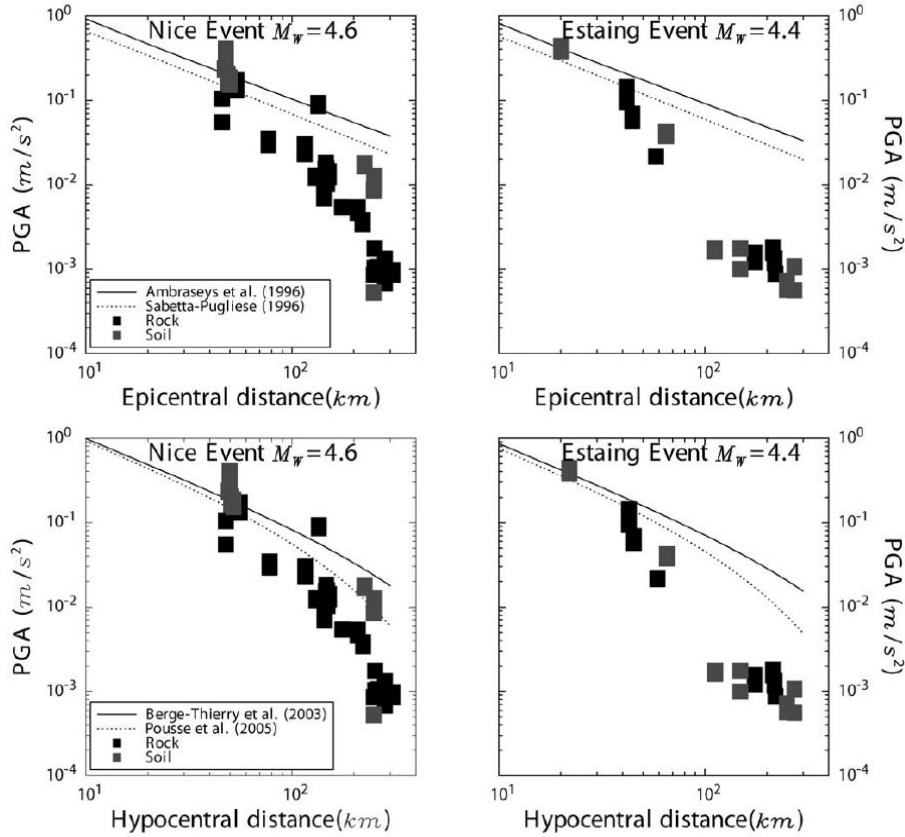 Nice Event M_W=4.6
10^0
10^-1
10^-2
10^-3
10^-4
PGA (m/s^2)
Ambraseys et al. (1996)
Sabetta-Pugliese (1996)
Rock
Soil
10^1
10^2
Epicentral distance(km)
Estaing Event M_W=4.4
10^0
10^-1
10^-2
10^-3
10^-4
PGA (m/s^2)
10^1
10^2
Epicentral distance(km)
Nice Event M_W=4.6
10^0
10^-1
10^-2
10^-3
10^-4
PGA (m/s^2)
Berge-Thierry et al. (2003)
Pousse et al. (2005)
Rock
Soil
10^1
10^2
Hypocentral distance(km)
Estaing Event M_W=4.4
10^0
10^-1
10^-2
10^-3
10^-4
PGA (m/s^2)
10^1
10^2
Hypocentral distance(km)